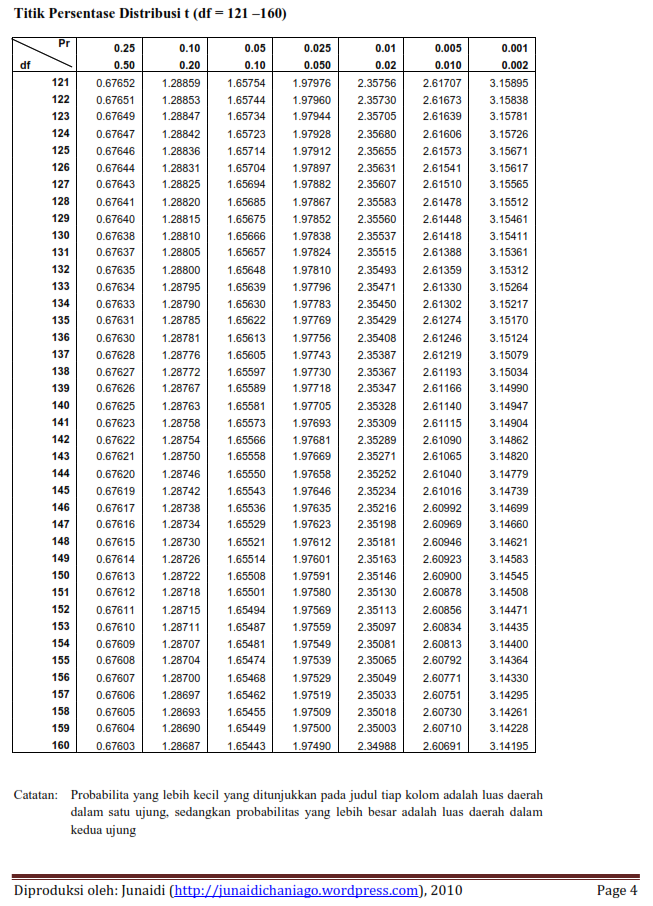 Titik Persentase Distribusi t (df = 121 –160)
Pr 0.25 0.10 0.05 0.025 0.01 0.005 0.001
df 0.50 0.20 0.10 0.050 0.02 0.010 0.002
121 0.67652 1.28859 1.65754 1.97976 2.35756 2.61707 3.15895
122 0.67651 1.28853 1.65744 1.97960 2.35730 2.61673 3.15838
123 0.67649 1.28847 1.65734 1.97944 2.35705 2.61639 3.15781
124 0.67647 1.28842 1.65723 1.97928 2.35680 2.61606 3.15726
125 0.67646 1.28836 1.65714 1.97912 2.35655 2.61573 3.15671
126 0.67644 1.28831 1.65704 1.97897 2.35631 2.61541 3.15617
127 0.67643 1.28825 1.65694 1.97882 2.35607 2.61510 3.15565
128 0.67641 1.28820 1.65685 1.97867 2.35583 2.61478 3.15512
129 0.67640 1.28815 1.65675 1.97852 2.35560 2.61448 3.15461
130 0.67638 1.28810 1.65666 1.97838 2.35537 2.61418 3.15411
131 0.67637 1.28805 1.65657 1.97824 2.35515 2.61388 3.15361
132 0.67635 1.28800 1.65648 1.97810 2.35493 2.61359 3.15312
133 0.67634 1.28795 1.65639 1.97796 2.35471 2.61330 3.15264
134 0.67633 1.28790 1.65630 1.97783 2.35450 2.61302 3.15217
135 0.67631 1.28785 1.65622 1.97769 2.35429 2.61274 3.15170
136 0.67630 1.28781 1.65613 1.97756 2.35408 2.61246 3.15124
137 0.67628 1.28776 1.65605 1.97743 2.35387 2.61219 3.15079
138 0.67627 1.28772 1.65597 1.97730 2.35367 2.61193 3.15034
139 0.67626 1.28767 1.65589 1.97718 2.35347 2.61166 3.14990
140 0.67625 1.28763 1.65581 1.97705 2.35328 2.61140 3.14947
141 0.67623 1.28758 1.65573 1.97693 2.35309 2.61115 3.14904
142 0.67622 1.28754 1.65566 1.97681 2.35289 2.61090 3.14862
143 0.67621 1.28750 1.65558 1.97669 2.35271 2.61065 3.14820
144 0.67620 1.28746 1.65550 1.97658 2.35252 2.61040 3.14779
145 0.67619 1.28742 1.65543 1.97646 2.35234 2.61016 3.14739
146 0.67617 1.28738 1.65536 1.97635 2.35216 2.60992 3.14699
147 0.67616 1.28734 1.65529 1.97623 2.35198 2.60969 3.14660
148 0.67615 1.28730 1.65521 1.97612 2.35181 2.60946 3.14621
149 0.67614 1.28726 1.65514 1.97601 2.35163 2.60923 3.14583
150 0.67613 1.28722 1.65508 1.97591 2.35146 2.60900 3.14545
151 0.67612 1.28718 1.65501 1.97580 2.35130 2.60878 3.14508
152 0.67611 1.28715 1.65494 1.97569 2.35113 2.60856 3.14471
153 0.67610 1.28711 1.65487 1.97559 2.35097 2.60834 3.14435
154 0.67609 1.28707 1.65481 1.97549 2.35081 2.60813 3.14400
155 0.67608 1.28704 1.65474 1.97539 2.35065 2.60792 3.14364
156 0.67607 1.28700 1.65468 1.97529 2.35049 2.60771 3.14330
157 0.67606 1.28697 1.65462 1.97519 2.35033 2.60751 3.14295
158 0.67605 1.28693 1.65455 1.97509 2.35018 2.60730 3.14261
159 0.67604 1.28690 1.65449 1.97500 2.35003 2.60710 3.14228
160 0.67603 1.28687 1.65443 1.97490 2.34988 2.60691 3.14195
Catatan: Probabilita yang lebih kecil yang ditunjukkan pada judul tiap kolom adalah luas daerah
dalam satu ujung, sedangkan probabilitas yang lebih besar adalah luas daerah dalam
kedua ujung
Diproduksi oleh: Junaidi (http://junaidichaniago.wordpress.com), 2010 Page 4